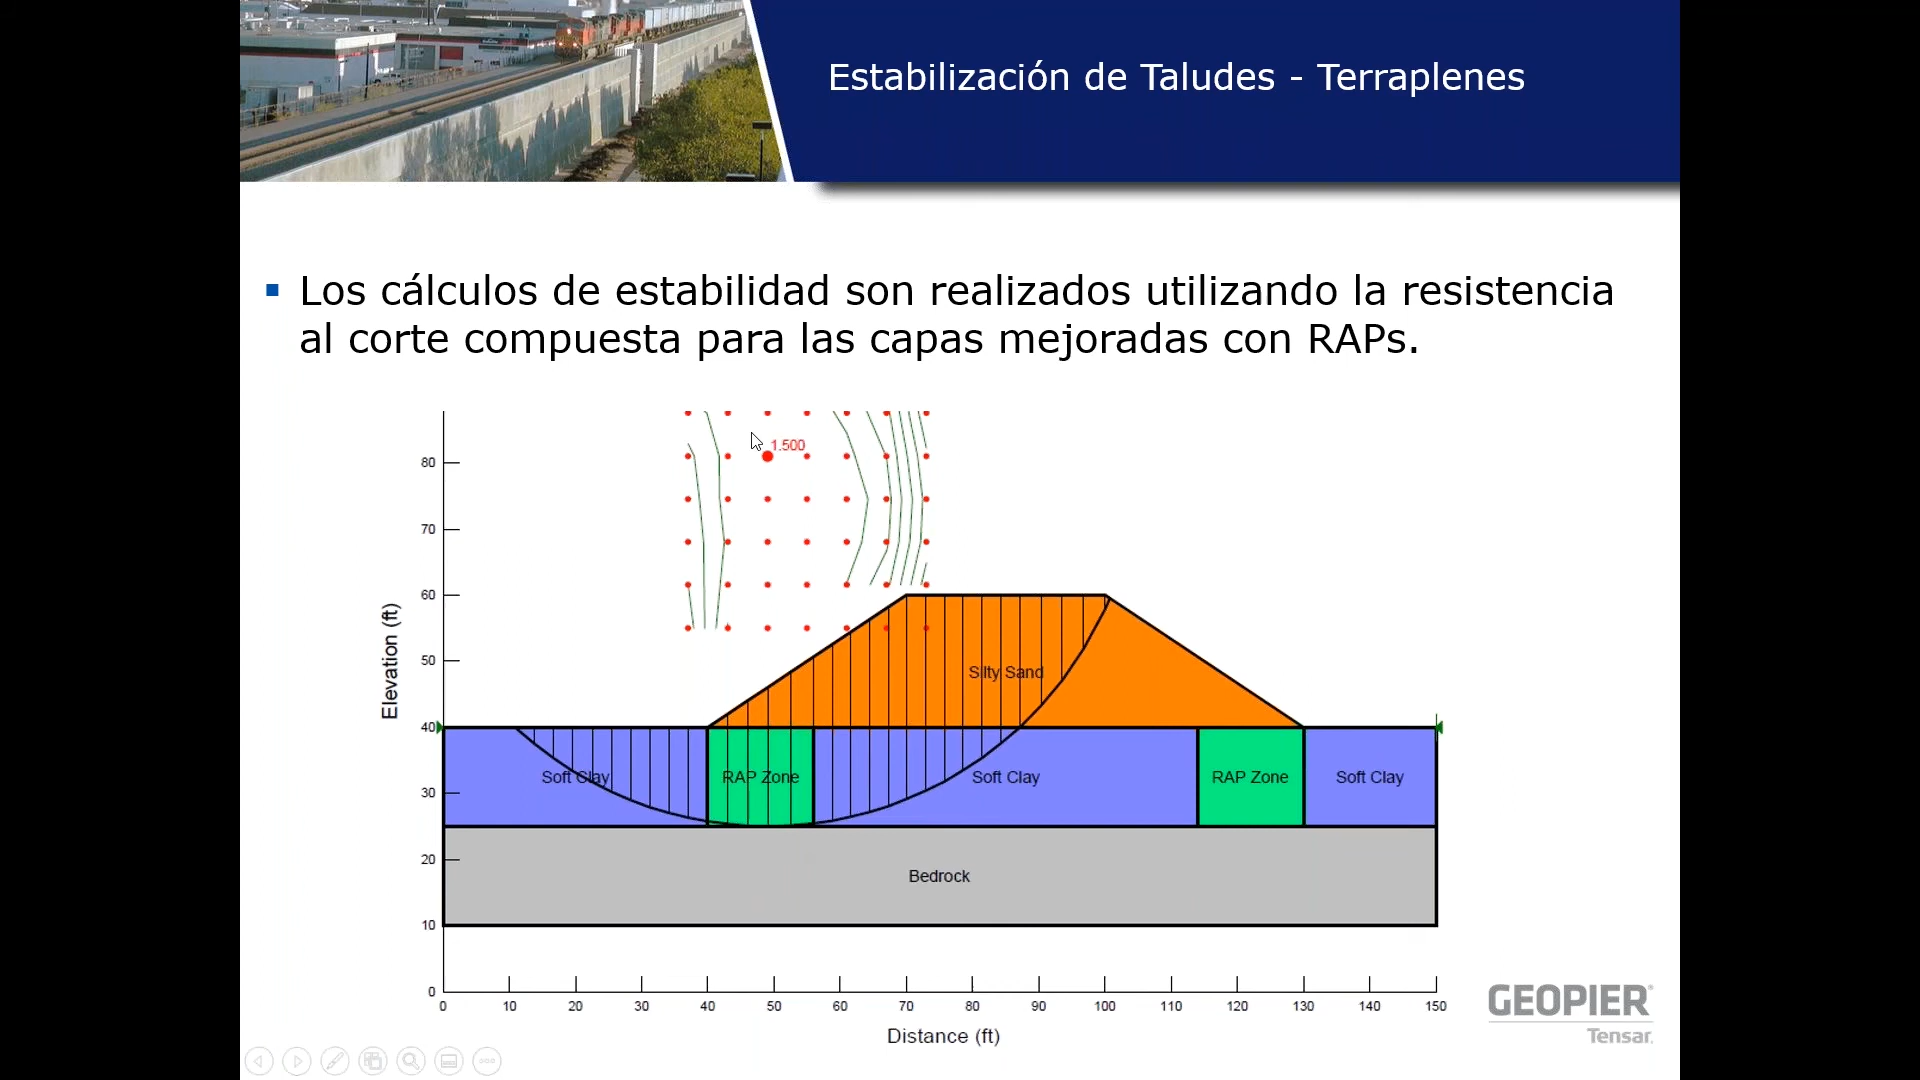 Estabilización de Taludes - Terraplenes
▪ Los cálculos de estabilidad son realizados utilizando la resistencia
al corte compuesta para las capas mejoradas con RAPs.
1.500
80
70
60
50
40
30
20
10
0
Elevation (ft)
Silty Sand
Soft Clay
RAP Zone
Soft Clay
RAP Zone
Soft Clay
Bedrock
0 10 20 30 40 50 60 70 80 90 100 110 120 130 140 150
Distance (ft)
GEOPIER®
Tensar.